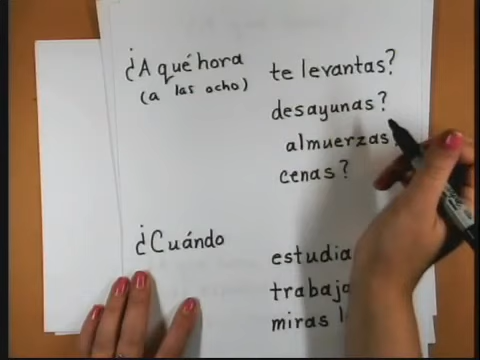 ¿A qué hora te levantas?
(a las ocho) desayunas?
almuerzas
cenas?
¿Cuándo estudia
trabaja
miras l